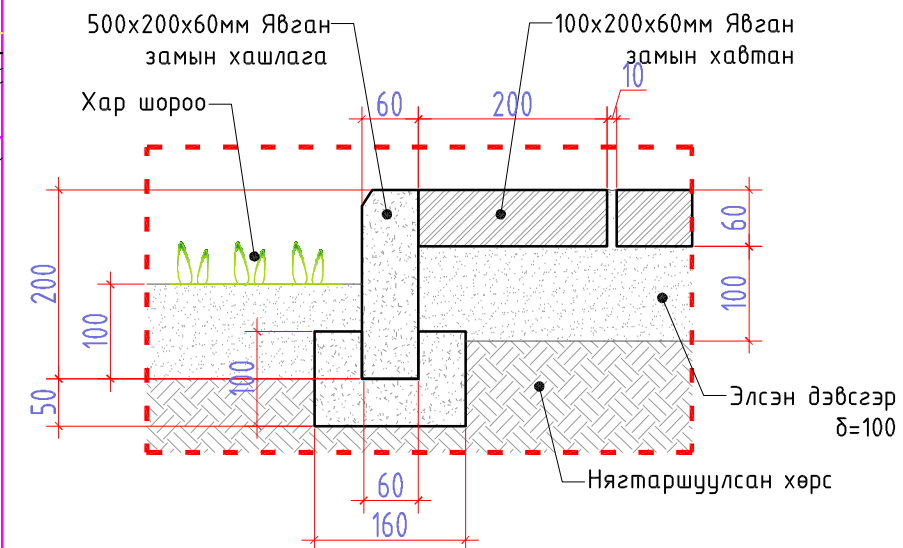 500x200x60мм Явган
замын хашлага
100x200x60мм Явган
замын хавтан
10
Хар шороо
60
200
60
200
100
100
100
50
Элсэн дэвсгэр
δ=100
Нягтаршуулсан хөрс
60
160